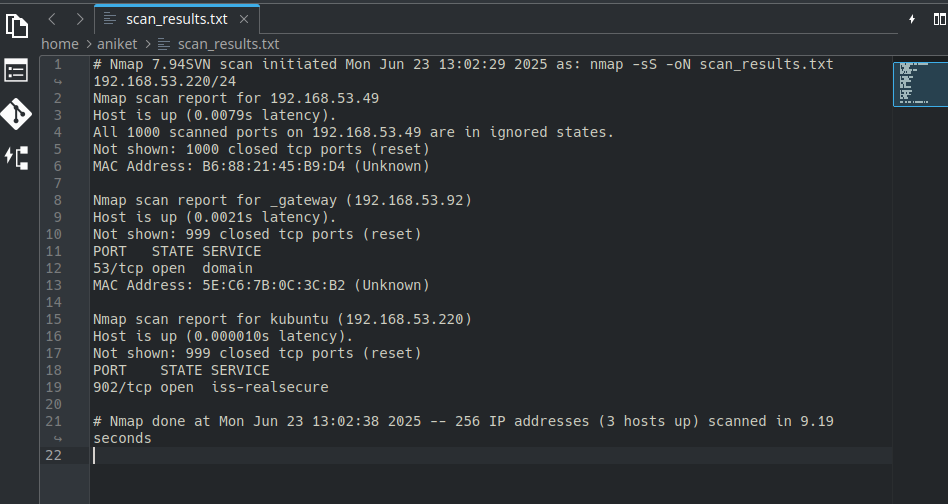 scan_results.txt
home > aniket > scan_results.txt
1 # Nmap 7.94SVN scan initiated Mon Jun 23 13:02:29 2025 as: nmap -sS -oN scan_results.txt
192.168.53.220/24
2 Nmap scan report for 192.168.53.49
3 Host is up (0.0079s latency).
4 All 1000 scanned ports on 192.168.53.49 are in ignored states.
5 Not shown: 1000 closed tcp ports (reset)
6 MAC Address: B6:88:21:45:B9:D4 (Unknown)
7
8 Nmap scan report for _gateway (192.168.53.92)
9 Host is up (0.0021s latency).
10 Not shown: 999 closed tcp ports (reset)
11 PORT   STATE SERVICE
12 53/tcp open  domain
13 MAC Address: 5E:C6:7B:0C:3C:B2 (Unknown)
14
15 Nmap scan report for kubuntu (192.168.53.220)
16 Host is up (0.000010s latency).
17 Not shown: 999 closed tcp ports (reset)
18 PORT    STATE SERVICE
19 902/tcp open  iss-realsecure
20
21 # Nmap done at Mon Jun 23 13:02:38 2025 -- 256 IP addresses (3 hosts up) scanned in 9.19
seconds
22